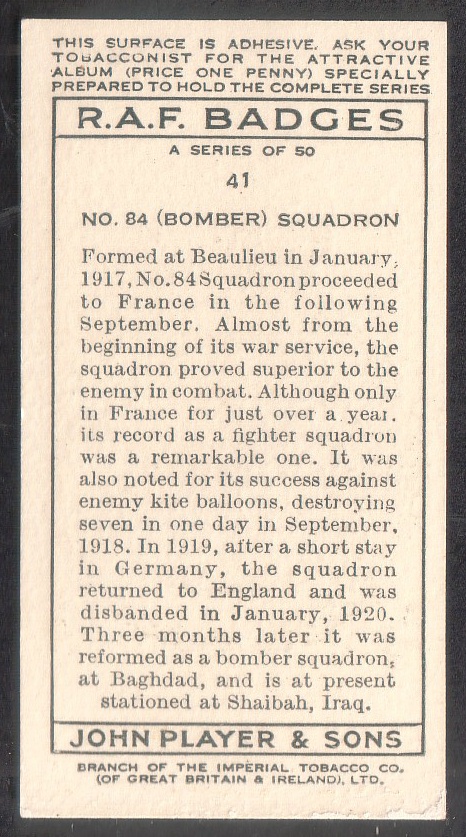 THIS SURFACE IS ADHESIVE. ASK YOUR
TOBACCONIST FOR THE ATTRACTIVE
ALBUM (PRICE ONE PENNY) SPECIALLY
PREPARED TO HOLD THE COMPLETE SERIES
R.A.F. BADGES
A SERIES OF 50
41
NO. 84 (BOMBER) SQUADRON
Formed at Beaulieu in January,
1917, No. 84 Squadron proceeded
to France in the following
September. Almost from the
beginning of its war service, the
squadron proved superior to the
enemy in combat. Although only
in France for just over a year,
its record as a fighter squadron
was a remarkable one. It was
also noted for its success against
enemy kite balloons, destroying
seven in one day in September,
1918. In 1919, after a short stay
in Germany, the squadron
returned to England and was
disbanded in January, 1920.
Three months later it was
reformed as a bomber squadron,
at Baghdad, and is at present
stationed at Shaibah, Iraq.
JOHN PLAYER & SONS
BRANCH OF THE IMPERIAL TOBACCO CO.
(OF GREAT BRITAIN & IRELAND), LTD.